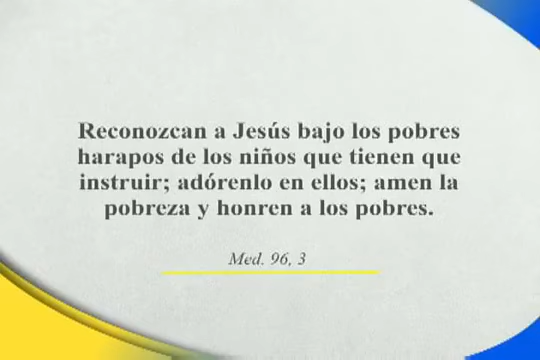 Reconozcan a Jesús bajo los pobres
harapos de los niños que tienen que
instruir; adórenlo en ellos; amen la
pobreza y honren a los pobres.
Med. 96, 3